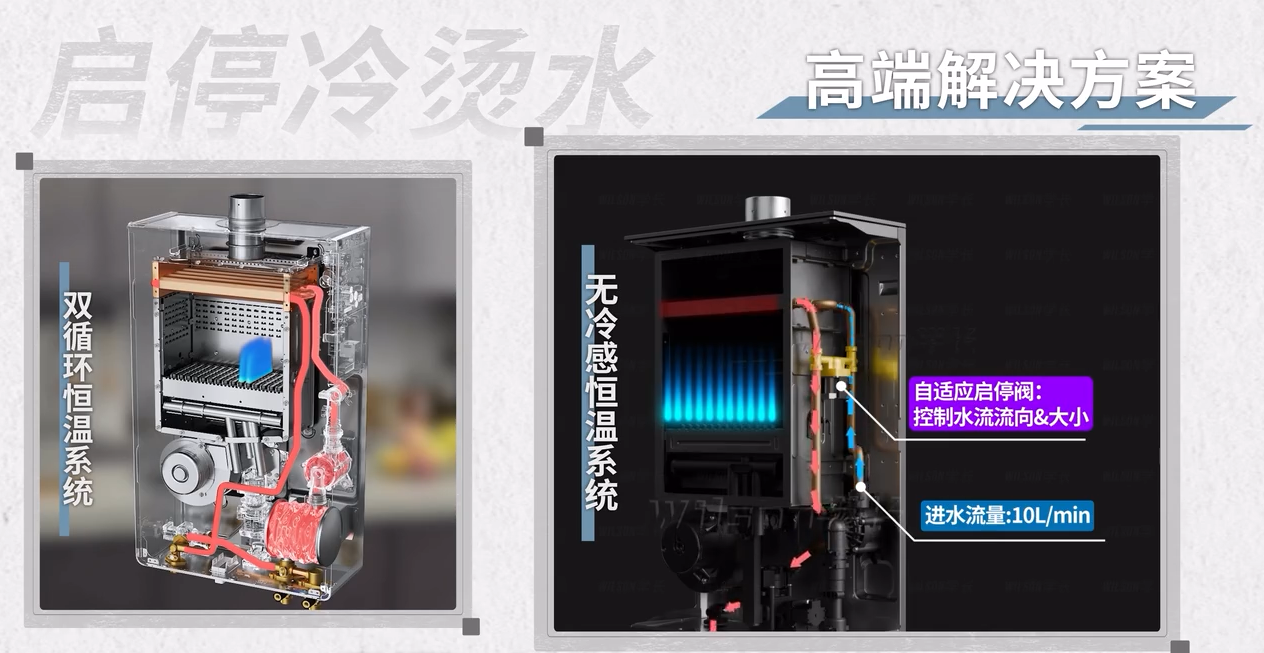 启停冷烫水
高端解决方案
双循环恒温系统
无冷感恒温系统
自适应启停阀：
控制水流流向&大小
进水流量:10L/min